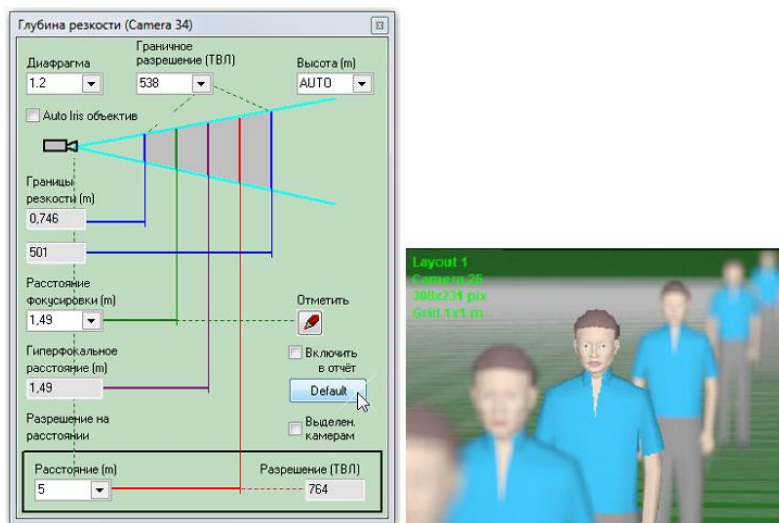 Глубина резкости (Camera 34)
Диафрагма
1.2
Граничное
разрешение (ТВЛ)
538
Высота (m)
AUTO
Auto Iris объектив
Границы
резкости (m)
0,746
501
Расстояние
фокусировки (m)
1,49
Отметить
Гиперфокальное
расстояние (m)
1,49
Включить
в отчёт
Default
Разрешение на
расстоянии
Выделен.
камерам
Расстояние (m)
5
Разрешение (ТВЛ)
764
Layout 1
Camera 25
308x231 pix
Grid 1x1 m